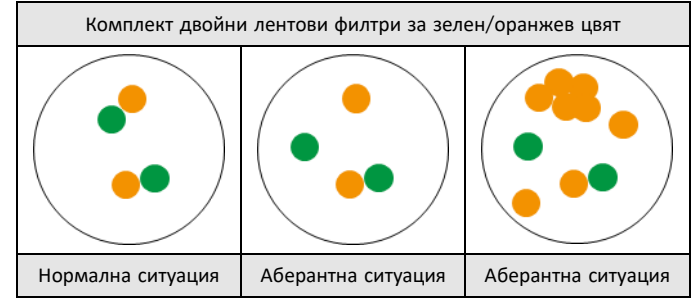 Комплект двойни лентови филтри за зелен/оранжев цвят
Нормална ситуация
Аберантна ситуация
Аберантна ситуация